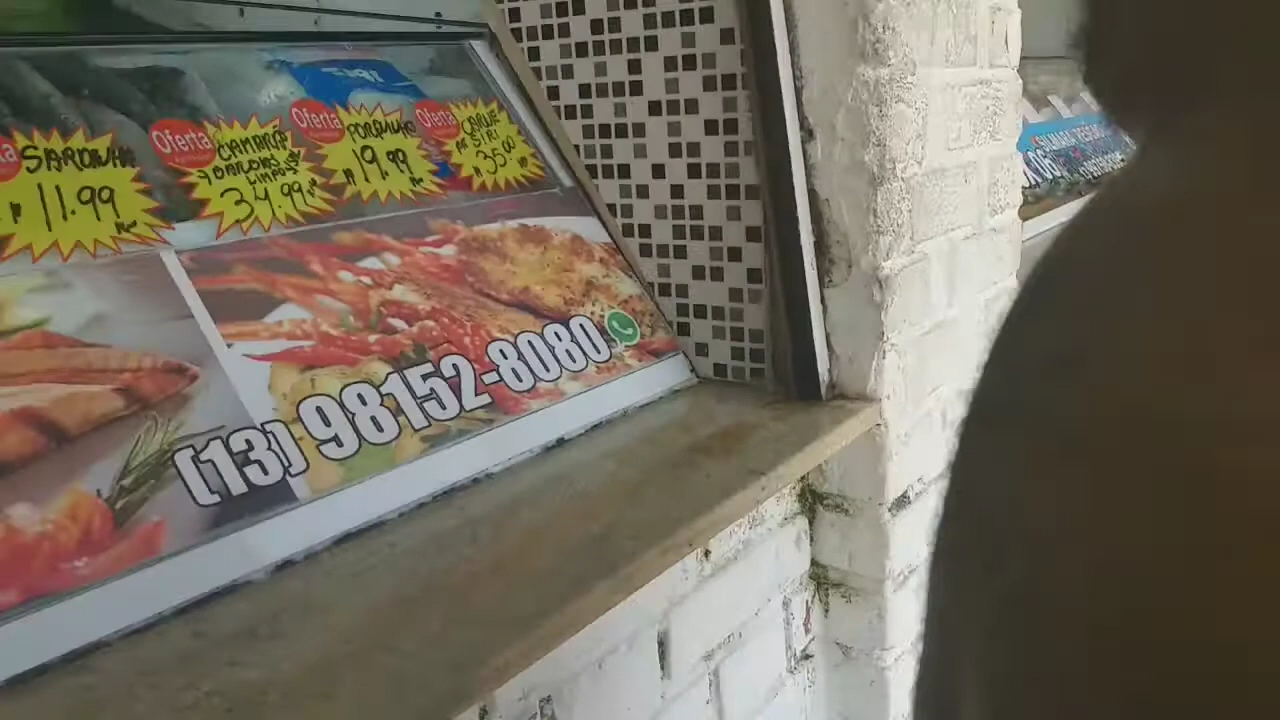 SARDINHA
11.99
Oferta
CAMARÃO
LIMPO
34.99
Oferta
PORQUINHO
19.99
Oferta
CARNE
SIRI
35.00
(13) 98152-8080